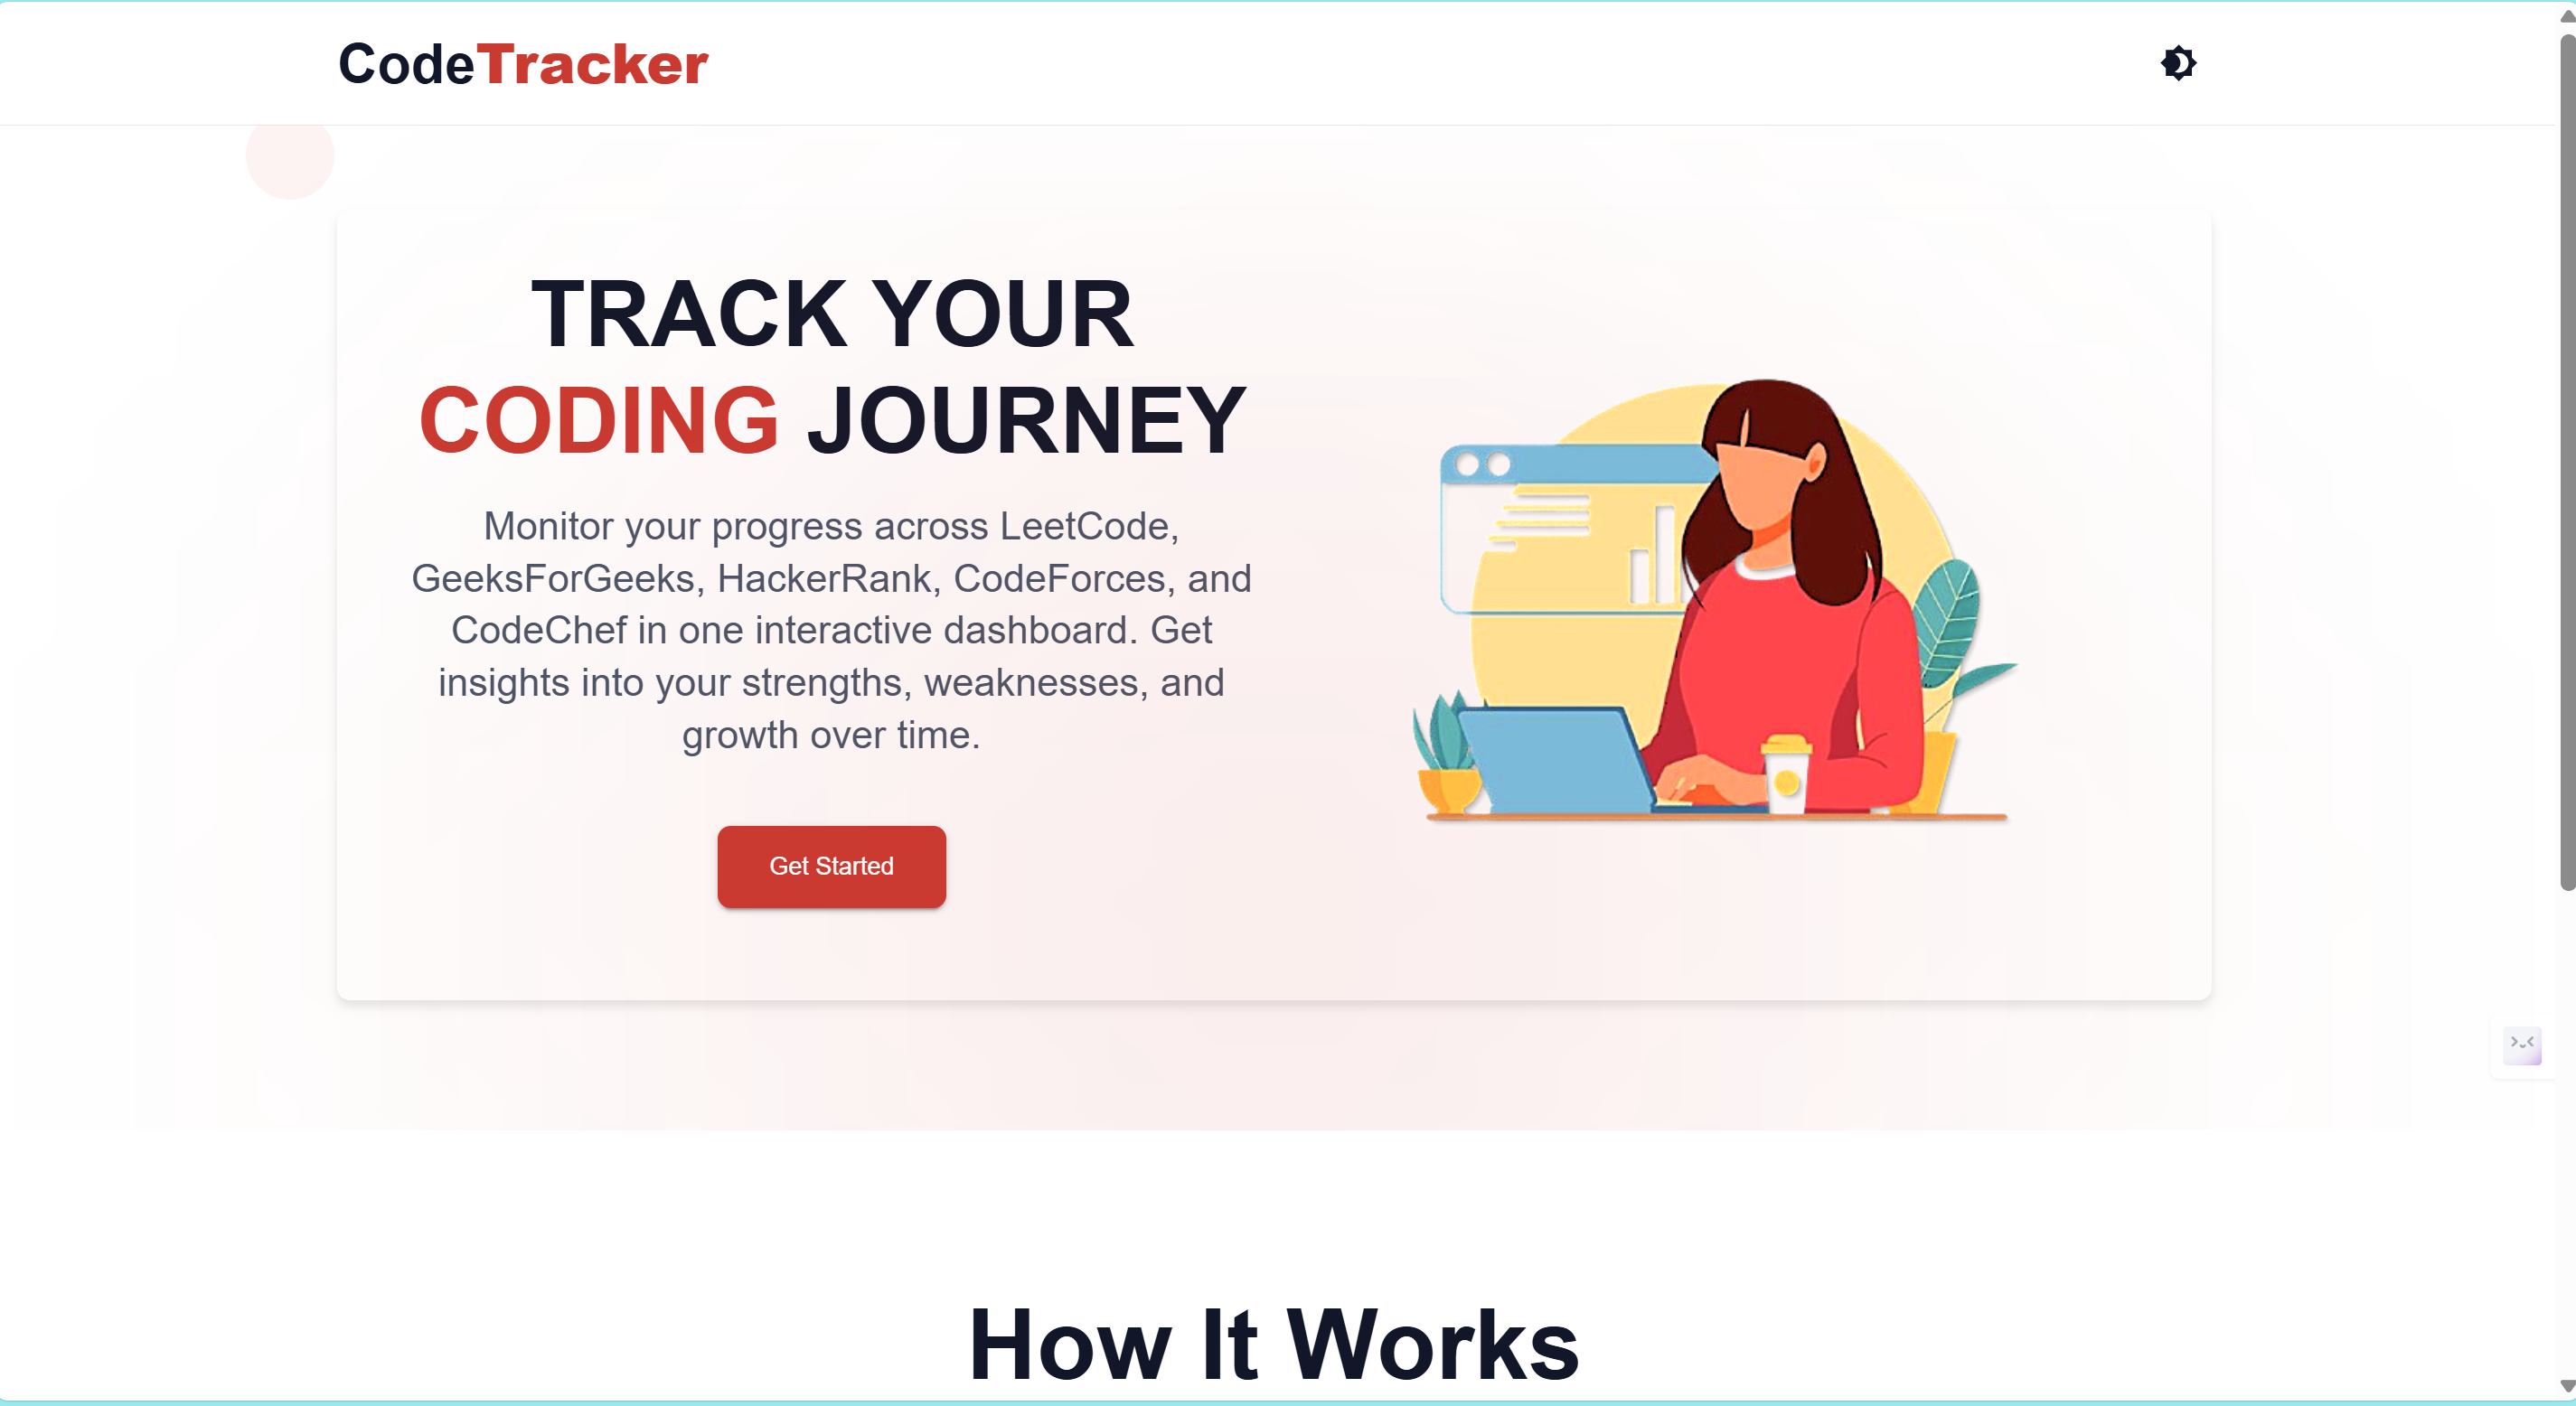 CodeTracker
TRACK YOUR
CODING JOURNEY
Monitor your progress across LeetCode,
GeeksForGeeks, HackerRank, CodeForces, and
CodeChef in one interactive dashboard. Get
insights into your strengths, weaknesses, and
growth over time.
Get Started
How It Works